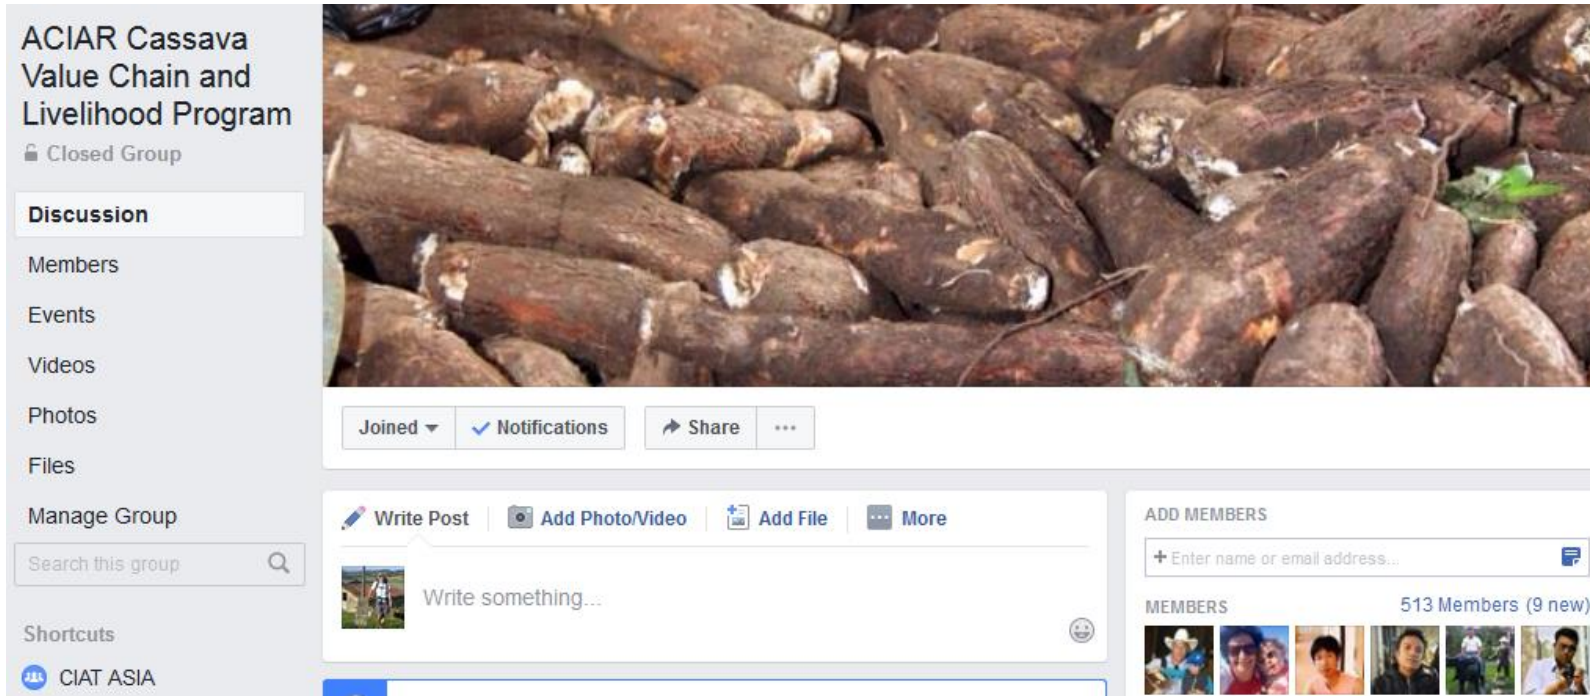 ACIAR Cassava
Value Chain and
Livelihood Program
Closed Group
Discussion
Members
Events
Videos
Photos
Files
Manage Group
Search this group
Shortcuts
CIAT ASIA
Joined
Notifications
Share
Write Post
Add Photo/Video
Add File
More
Write something...
ADD MEMBERS
+ Enter name or email address...
MEMBERS
513 Members (9 new)